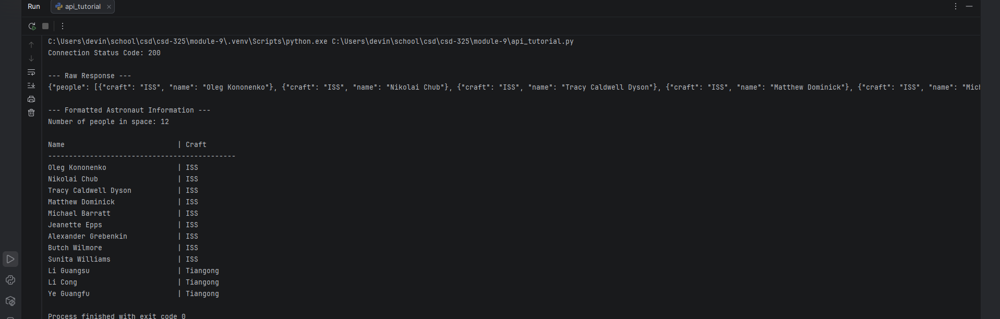 Run api_tutorial
C:\Users\devin\school\csd\csd-325\module-9\.venv\Scripts\python.exe C:\Users\devin\school\csd\csd-325\module-9\api_tutorial.py
Connection Status Code: 200
--- Raw Response ---
{"people": [{"craft": "ISS", "name": "Oleg Kononenko"}, {"craft": "ISS", "name": "Nikolai Chub"}, {"craft": "ISS", "name": "Tracy Caldwell Dyson"}, {"craft": "ISS", "name": "Matthew Dominick"}, {"craft": "ISS", "name": "Mich
--- Formatted Astronaut Information ---
Number of people in space: 12
Name | Craft
---------------------------------------------
Oleg Kononenko | ISS
Nikolai Chub | ISS
Tracy Caldwell Dyson | ISS
Matthew Dominick | ISS
Michael Barratt | ISS
Jeanette Epps | ISS
Alexander Grebenkin | ISS
Butch Wilmore | ISS
Sunita Williams | ISS
Li Guangsu | Tiangong
Li Cong | Tiangong
Ye Guangfu | Tiangong
Process finished with exit code 0